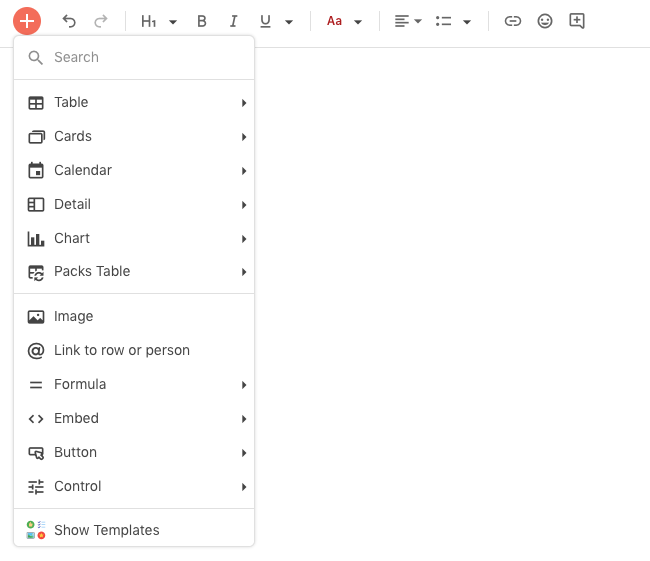 H1 B I U Aa
Search
Table
Cards
Calendar
Detail
Chart
Packs Table
Image
Link to row or person
Formula
Embed
Button
Control
Show Templates